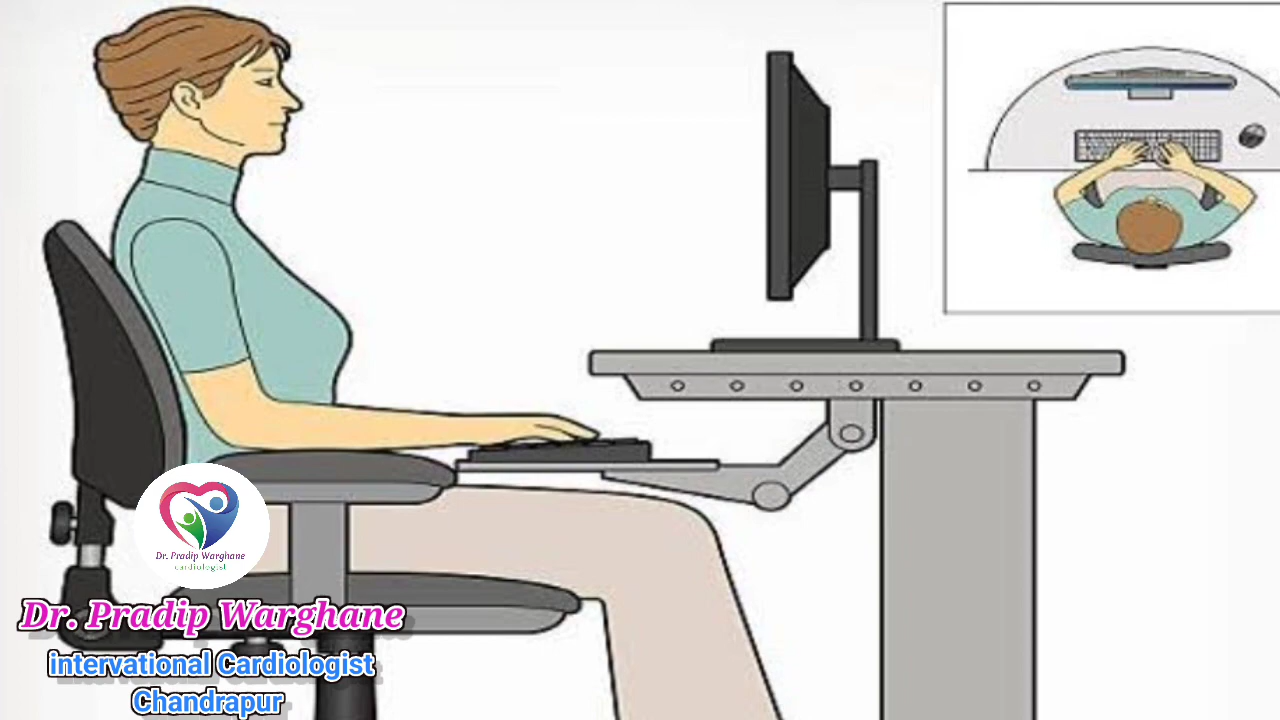 Dr. Pradip Warghane
cardiologist
Dr. Pradip Warghane
intervational Cardiologist
Chandrapur